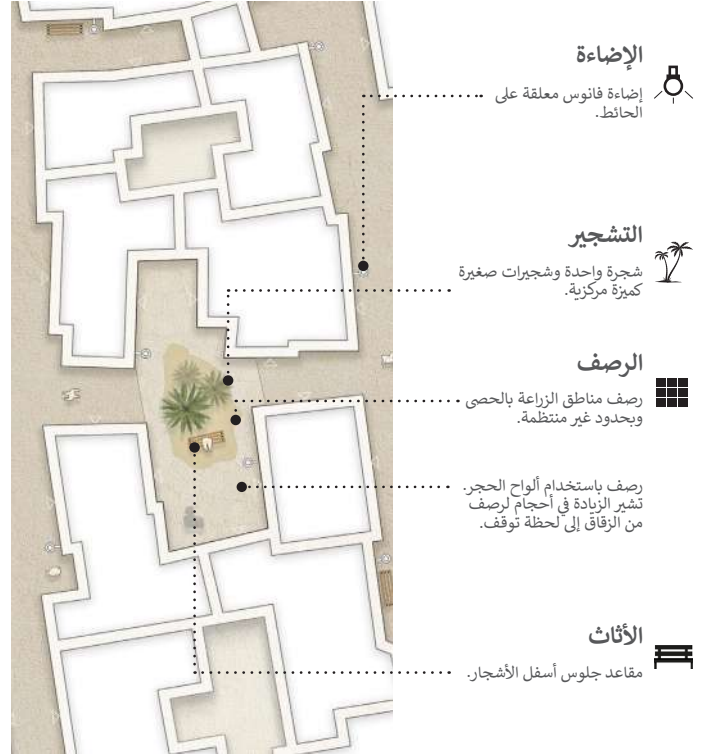 الإضاءة
إضاءة فانوس معلقة على
الحائط.
التشجير
شجرة واحدة وشجيرات صغيرة
كميزة مركزية.
الرصف
رصف مناطق الزراعة بالحصى
وبحدود غير منتظمة.
رصف باستخدام ألواح الحجر.
تشير الزيادة في أحجام لرصف
من الزقاق إلى لحظة توقف.
الأثاث
مقاعد جلوس أسفل الأشجار.